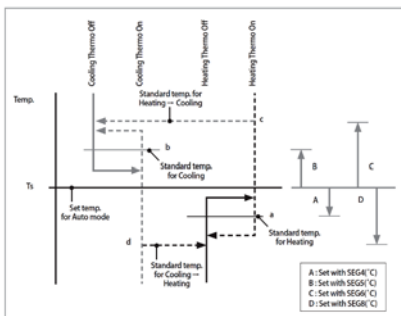 Cooling Thermo Off
Cooling Thermo On
Heating Thermo Off
Heating Thermo On
Temp.
Standard temp. for
Heating → Cooling
c
b
Standard temp.
for Cooling
B
C
Ts
Set temp.
for Auto mode
A
D
a
Standard temp.
for Heating
d
Standard temp.
for Cooling →
Heating
A : Set with SEG4(˚C)
B : Set with SEG5(˚C)
C : Set with SEG6(˚C)
D : Set with SEG8(˚C)